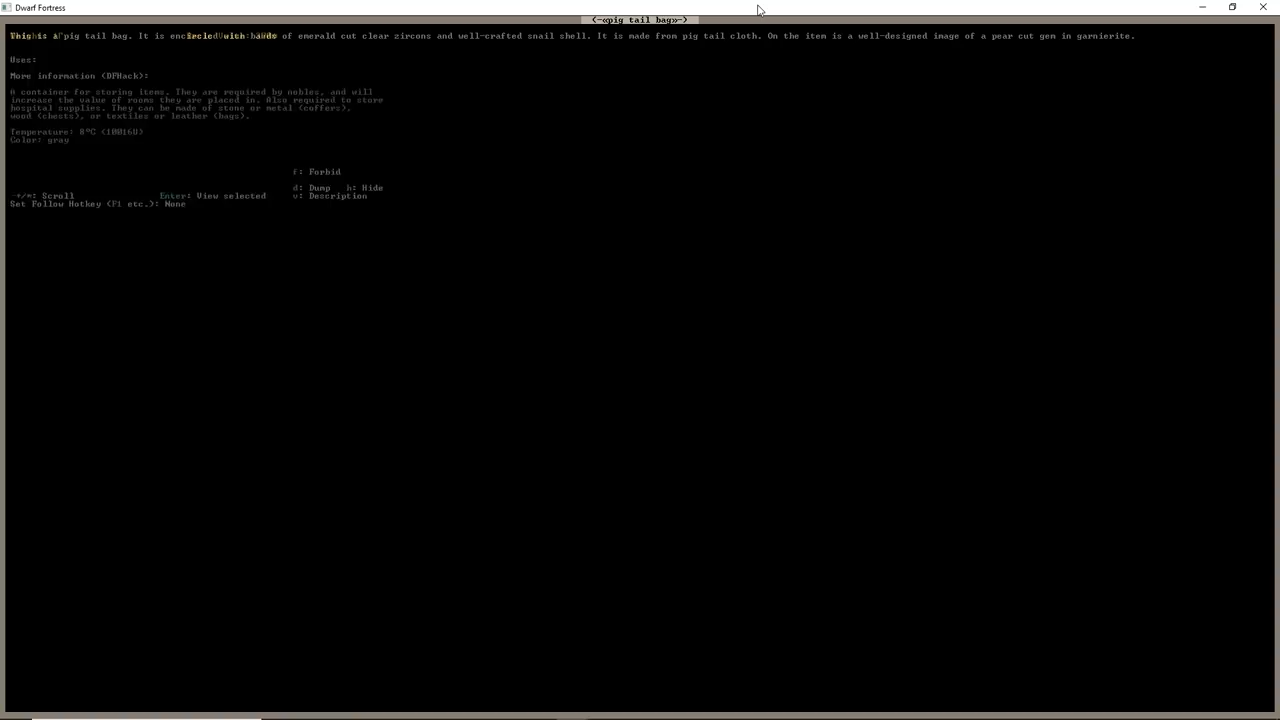 Dwarf Fortress
(-«pig tail bag»-)
This is a pig tail bag. It is encircled with bands of emerald cut clear zircons and well-crafted snail shell. It is made from pig tail cloth. On the item is a well-designed image of a pear cut gem in garnierite.
Uses:
More information (DFHack):
A container for storing items. They are required by nobles, and will
increase the value of rooms they are placed in. Also required to store
hospital supplies. They can be made of stone or metal (coffers),
wood (chests), or textiles or leather (bags).
Temperature: 8°C (10016U)
Color: gray
f: Forbid
d: Dump h: Hide
-+/*: Scroll Enter: View selected v: Description
Set Follow Hotkey (F1 etc.): None